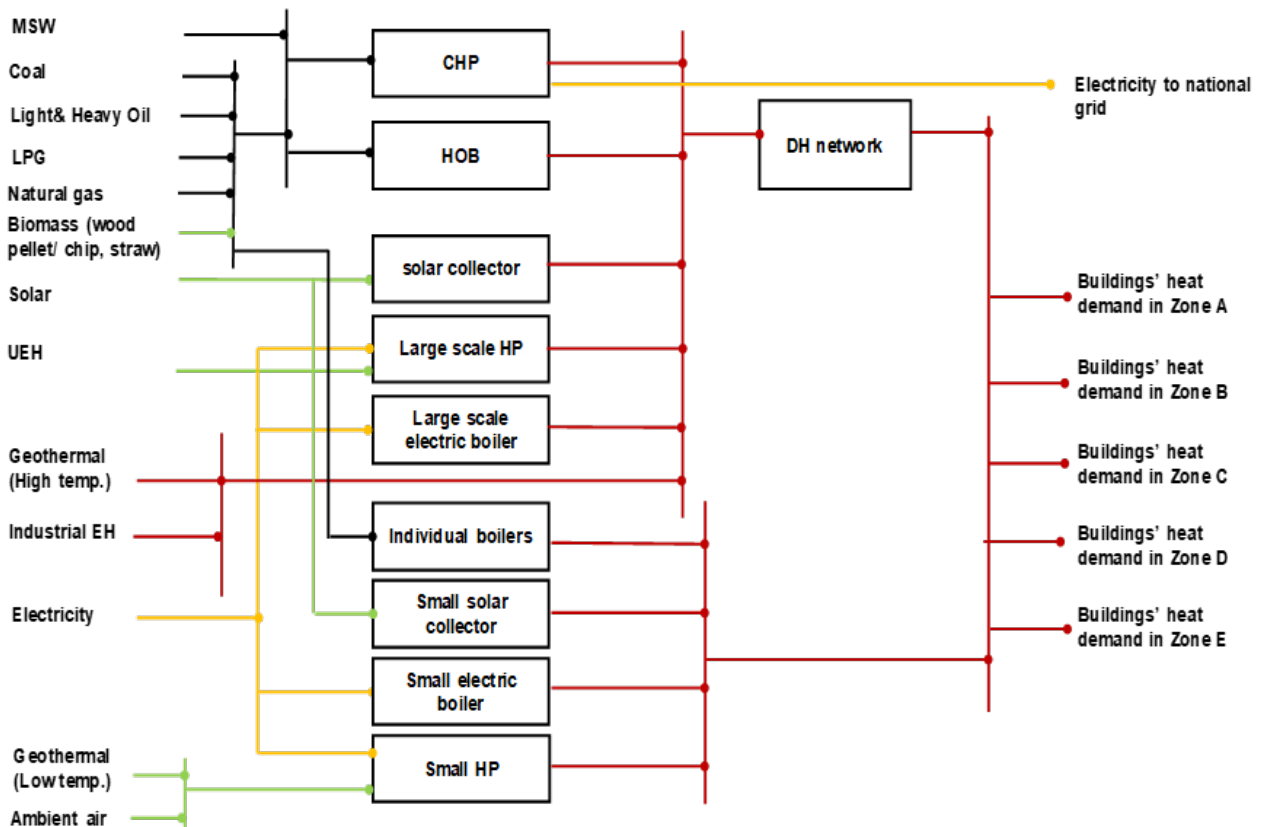 MSW
Coal
Light& Heavy Oil
LPG
Natural gas
Biomass (wood
pellet/ chip, straw)
Solar
UEH
Geothermal
(High temp.)
Industrial EH
Electricity
Geothermal
(Low temp.)
Ambient air
CHP
HOB
solar collector
Large scale HP
Large scale
electric boiler
Individual boilers
Small solar
collector
Small electric
boiler
Small HP
DH network
Electricity to national
grid
Buildings’ heat
demand in Zone A
Buildings’ heat
demand in Zone B
Buildings’ heat
demand in Zone C
Buildings’ heat
demand in Zone D
Buildings’ heat
demand in Zone E